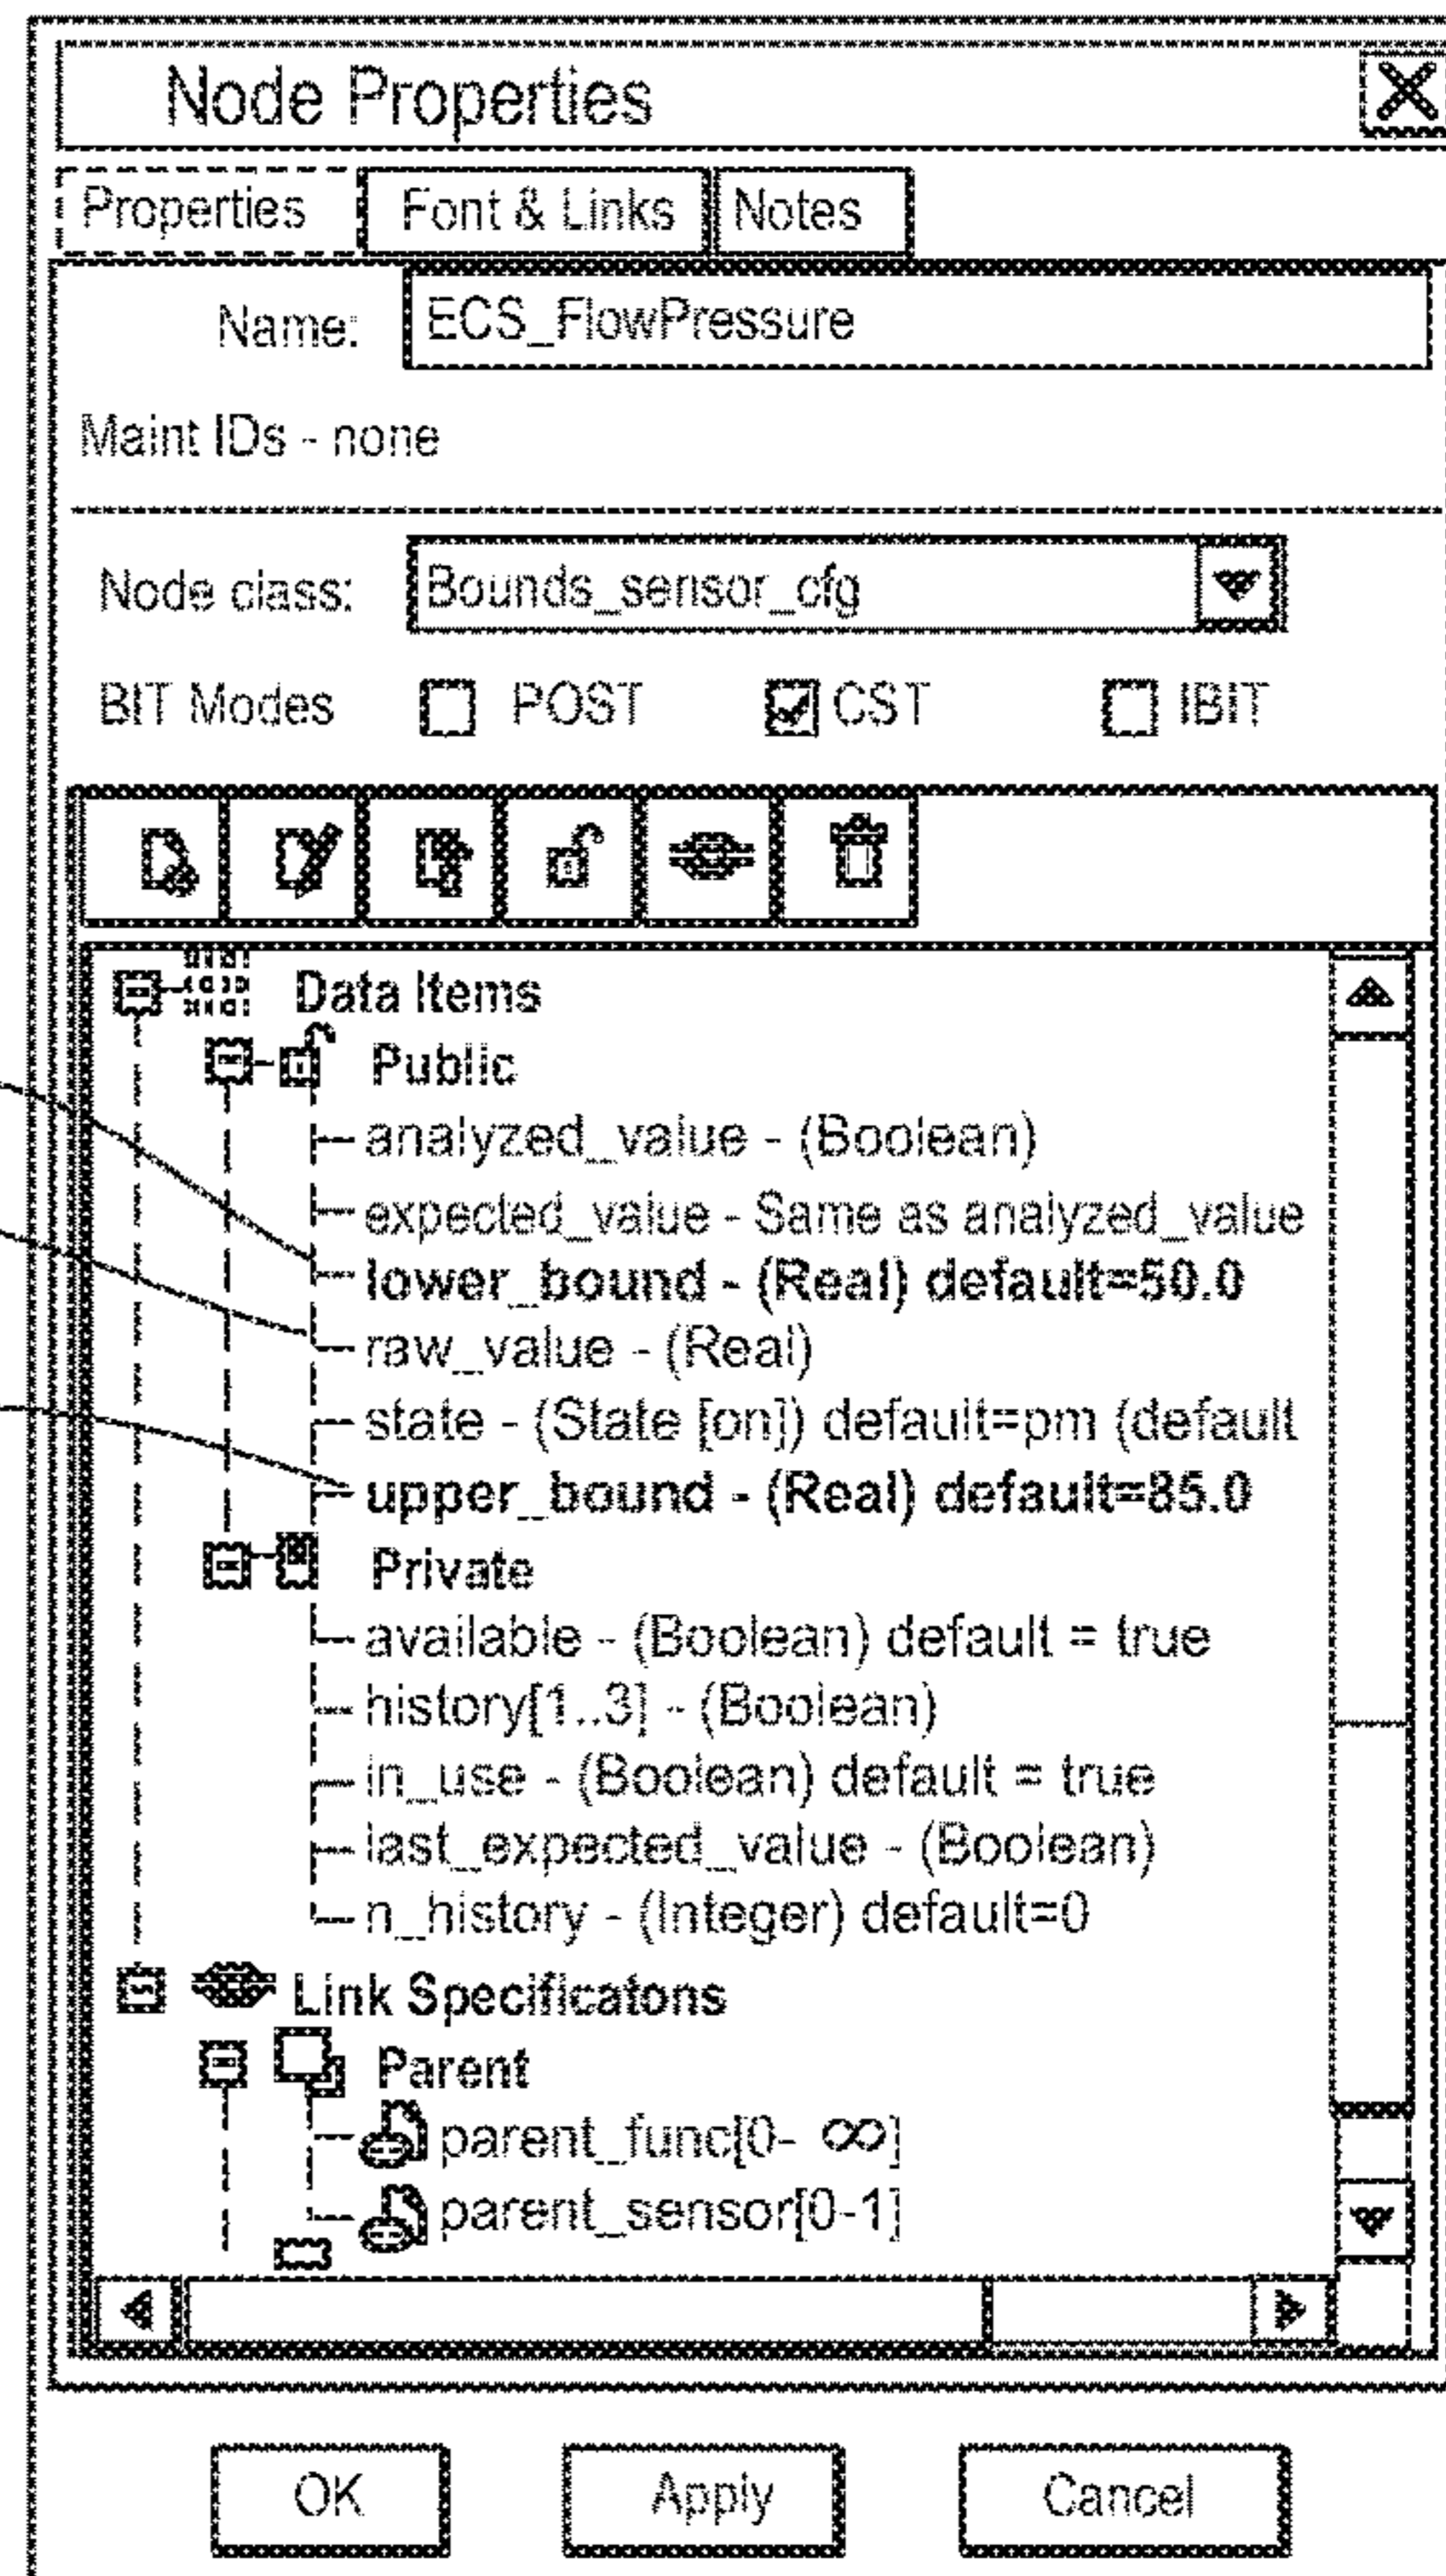 Node Properties
Properties Font & Links Notes
Name: ECS_FlowPressure
Maint IDs - none
Node class: Bounds_sensor_cfg
BIT Modes POST CST IBIT
Data Items
Public
analyzed_value - (Boolean)
expected_value - Same as analyzed_value
lower_bound - (Real) default=50.0
raw_value - (Real)
state - (State [on]) default=pm (default
upper_bound - (Real) default=85.0
Private
available - (Boolean) default = true
history[1..3] - (Boolean)
in_use - (Boolean) default = true
last_expected_value - (Boolean)
n_history - (Integer) default=0
Link Specificatons
Parent
parent_func[0- ∞]
parent_sensor[0-1]
OK Apply Cancel